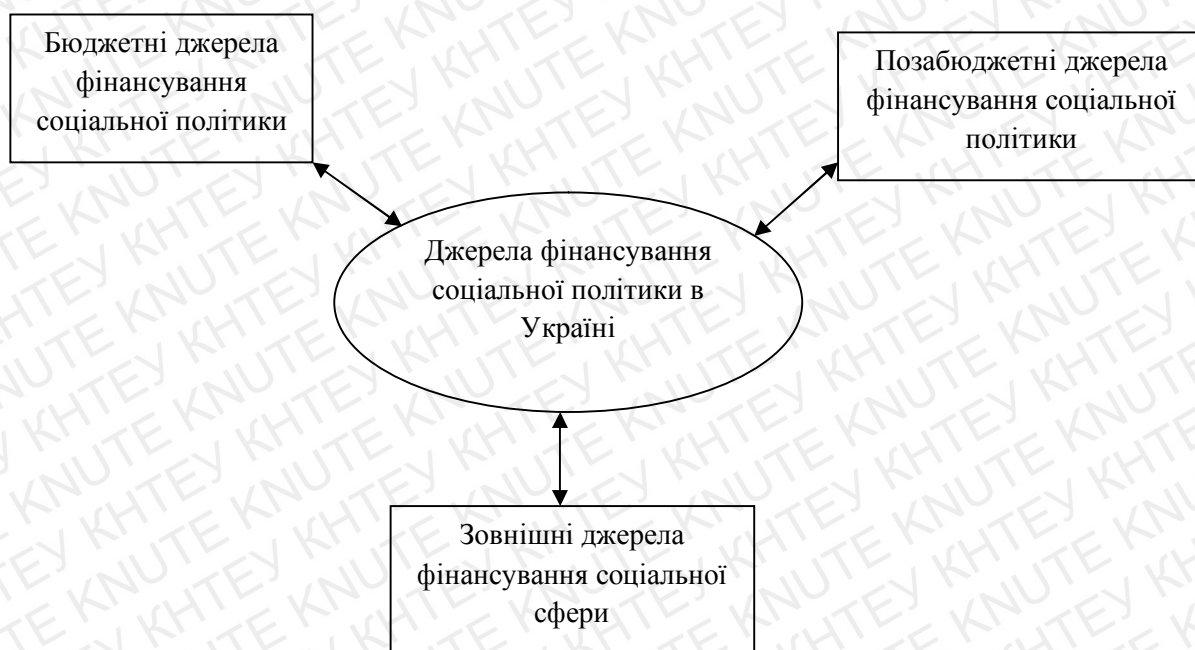 Бюджетні джерела
фінансування
соціальної політики
Позабюджетні джерела
фінансування соціальної
політики
Джерела фінансування
соціальної політики в
Україні
Зовнішні джерела
фінансування соціальної
сфери